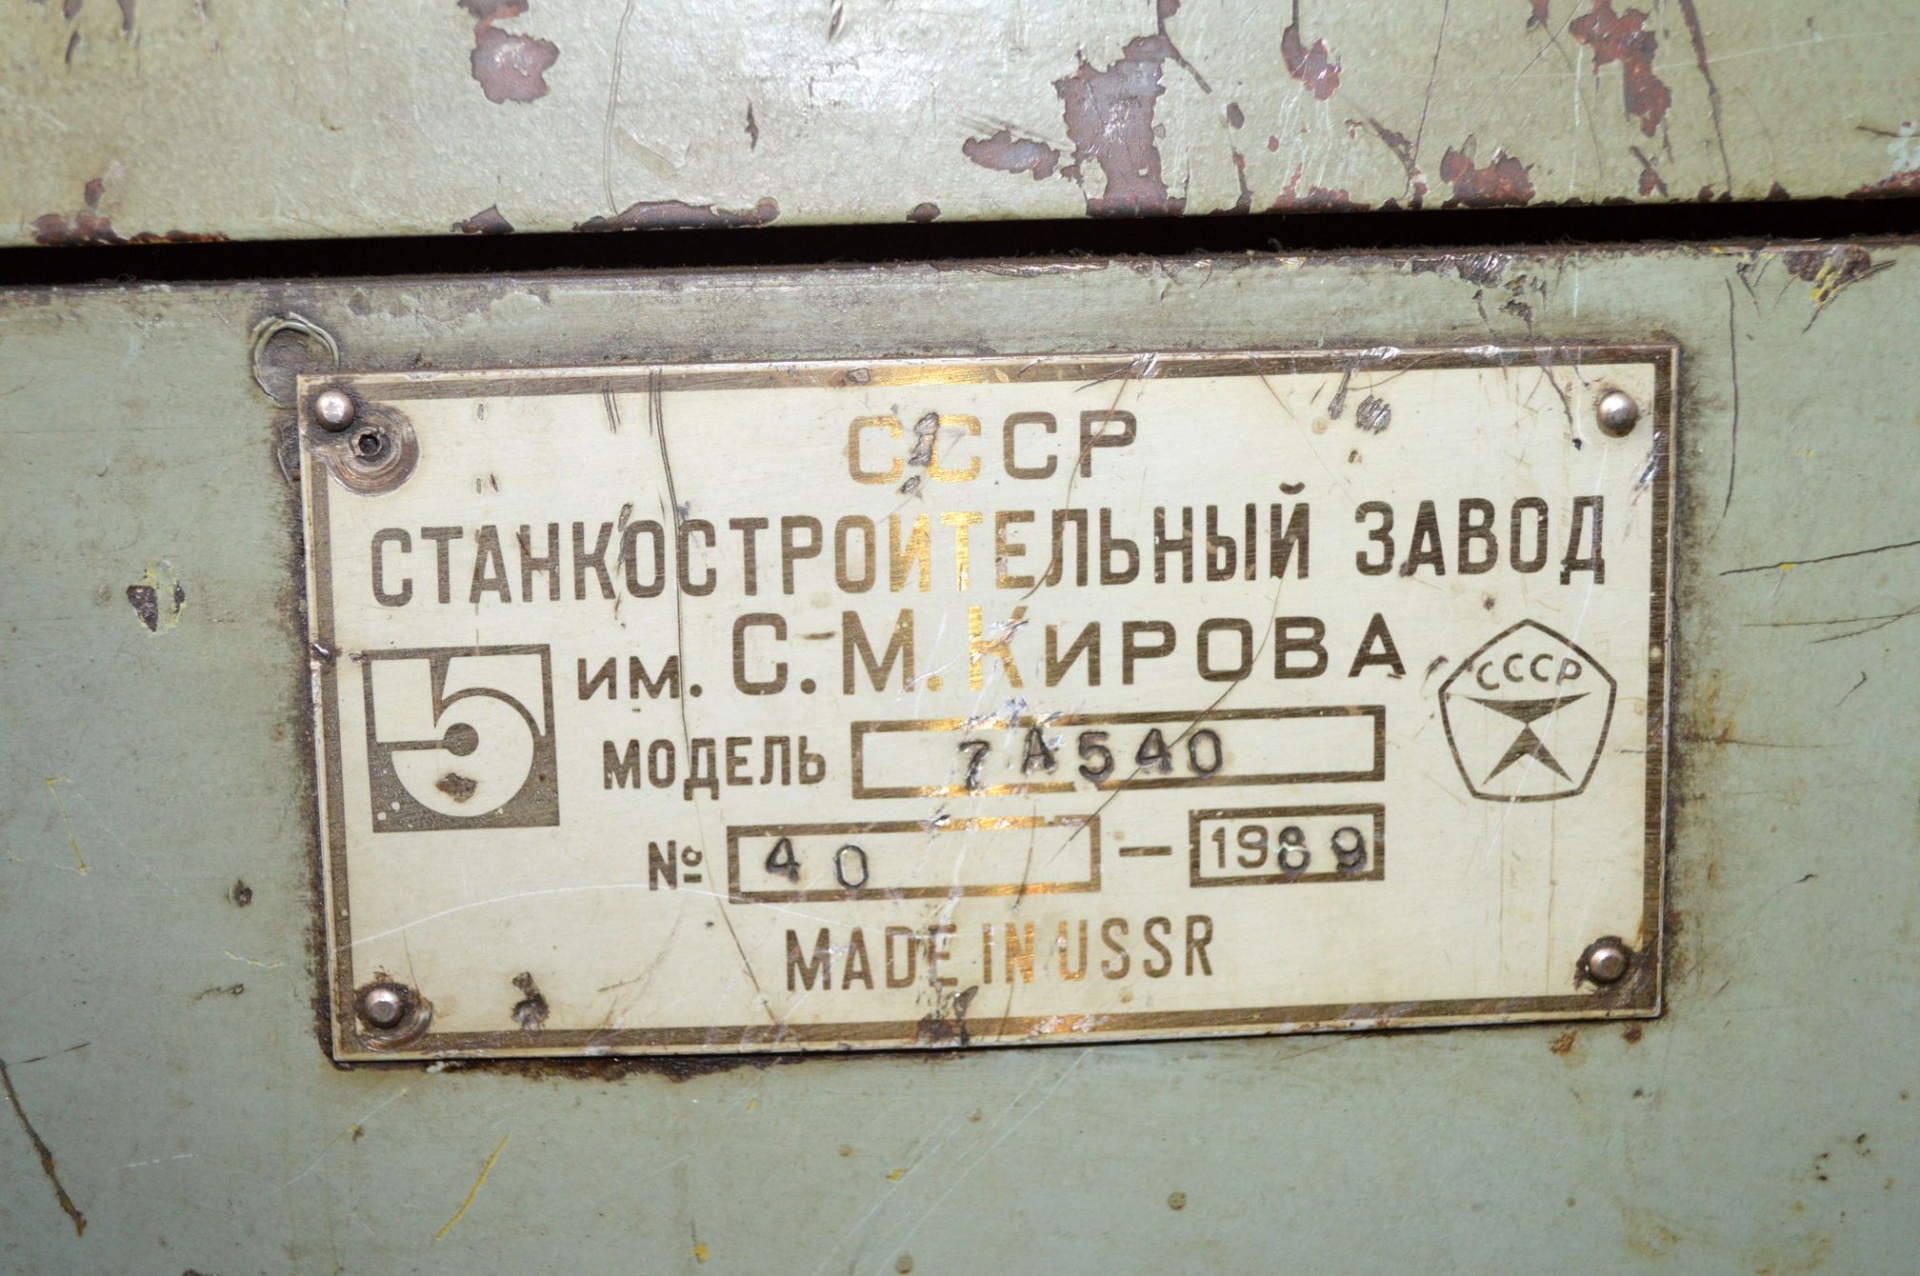 СССР
СТАНКОСТРОИТЕЛЬНЫЙ ЗАВОД
им. С.М.КИРОВА
СССР
МОДЕЛЬ 7А540
№ 40 — 1989
MADE IN USSR